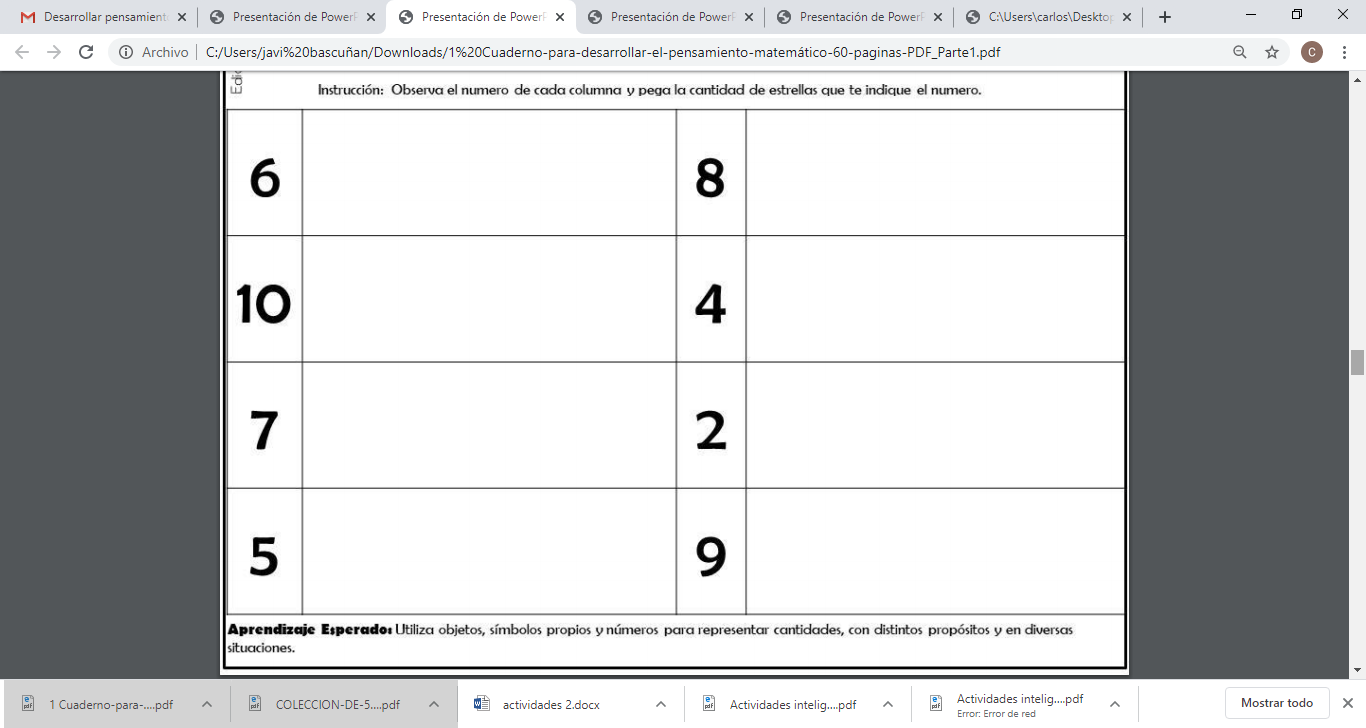 Desarrollar pensamient
Presentación de PowerP
Presentación de PowerP
Presentación de PowerP
Presentación de PowerP
C:\Users\carlos\Desktop
Archivo
C:/Users/javi%20bascuñan/Downloads/1%20Cuaderno-para-desarrollar-el-pensamiento-matemático-60-paginas-PDF_Parte1.pdf
C
Edic
Instrucción: Observa el numero de cada columna y pega la cantidad de estrellas que te indique el numero.
6 8
10 4
7 2
5 9
Aprendizaje Esperado: Utiliza objetos, símbolos propios y números para representar cantidades, con distintos propósitos y en diversas
situaciones.
1 Cuaderno-para-....pdf
COLECCION-DE-5....pdf
actividades 2.docx
Actividades intelig....pdf
Actividades intelig....pdf
Error: Error de red
Mostrar todo